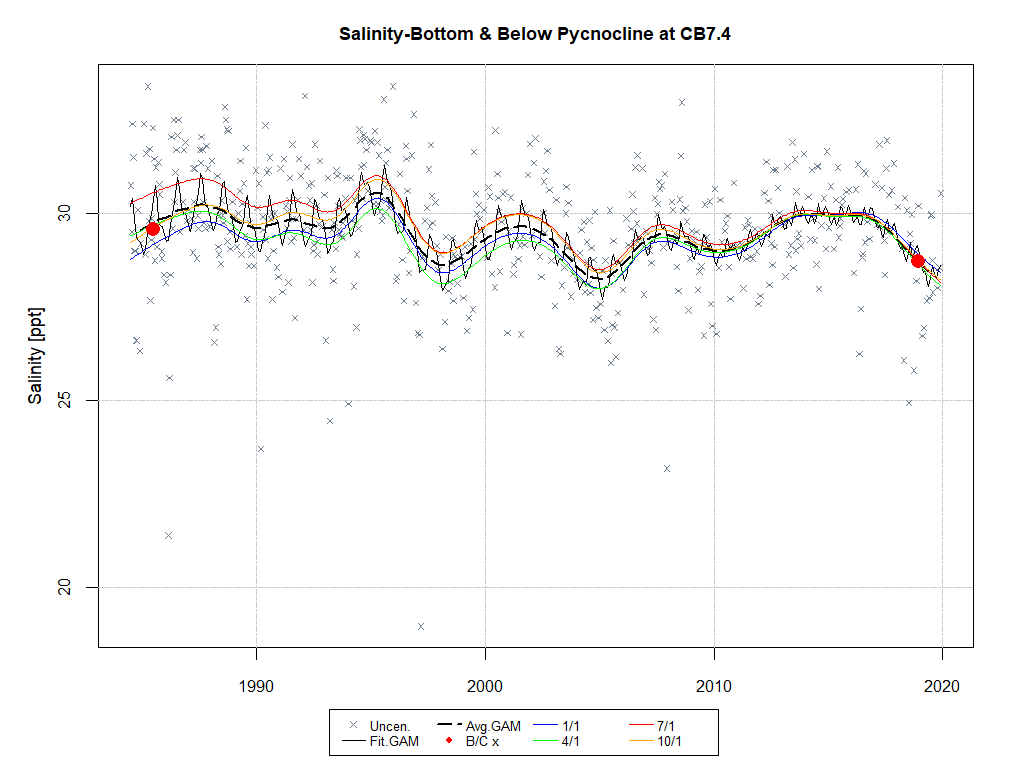 Salinity-Bottom & Below Pycnocline at CB7.4
Salinity [ppt]
30
25
20
1990 2000 2010 2020
Uncen. Avg.GAM 1/1 7/1
Fit.GAM B/C x 4/1 10/1